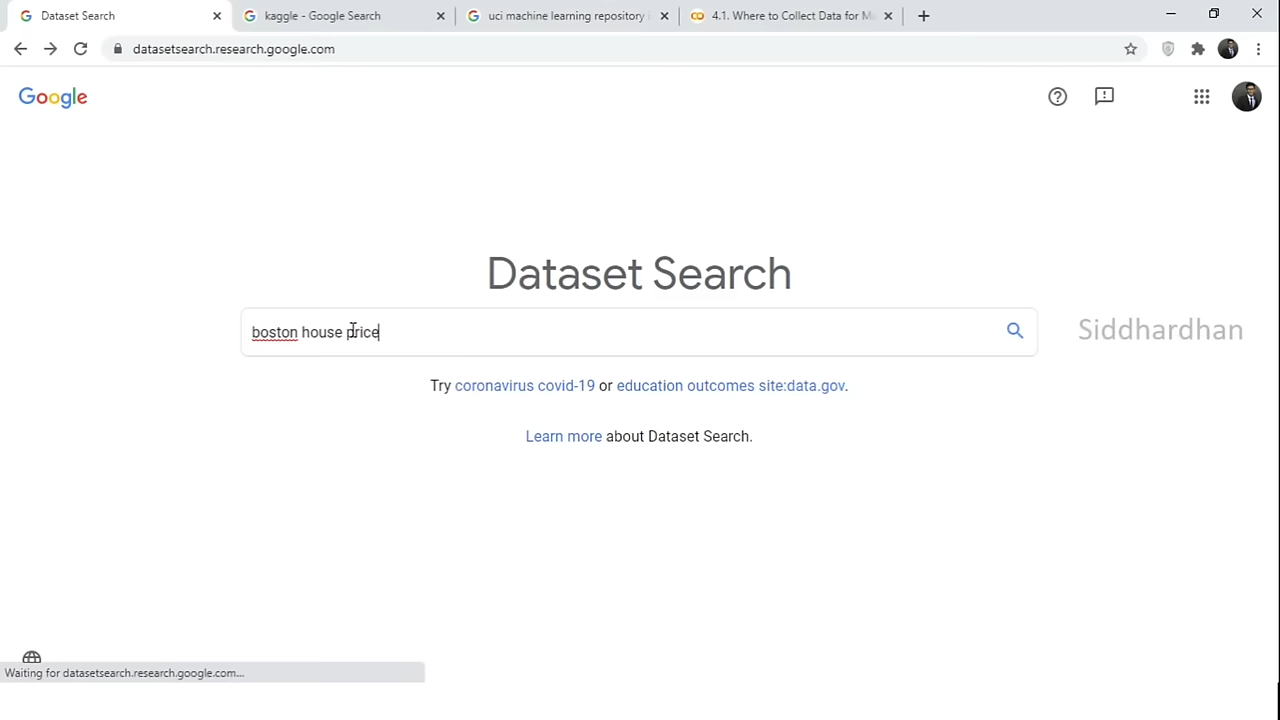 Dataset Search
kaggle - Google Search
uci machine learning repository
4.1. Where to Collect Data for M
datasetsearch.research.google.com
Google
Dataset Search
boston house price
Siddhardhan
Try coronavirus covid-19 or education outcomes site:data.gov.
Learn more about Dataset Search.
Waiting for datasetsearch.research.google.com...